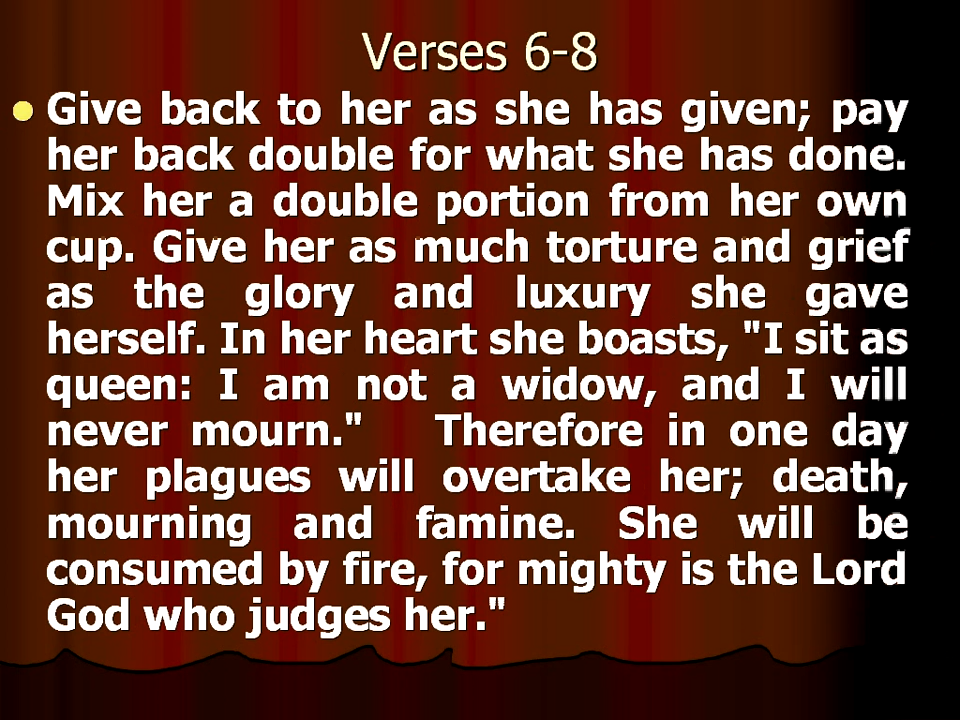 Verses 6-8
Give back to her as she has given; pay
her back double for what she has done.
Mix her a double portion from her own
cup. Give her as much torture and grief
as the glory and luxury she gave
herself. In her heart she boasts, "I sit as
queen: I am not a widow, and I will
never mourn." Therefore in one day
her plagues will overtake her; death,
mourning and famine. She will be
consumed by fire, for mighty is the Lord
God who judges her."